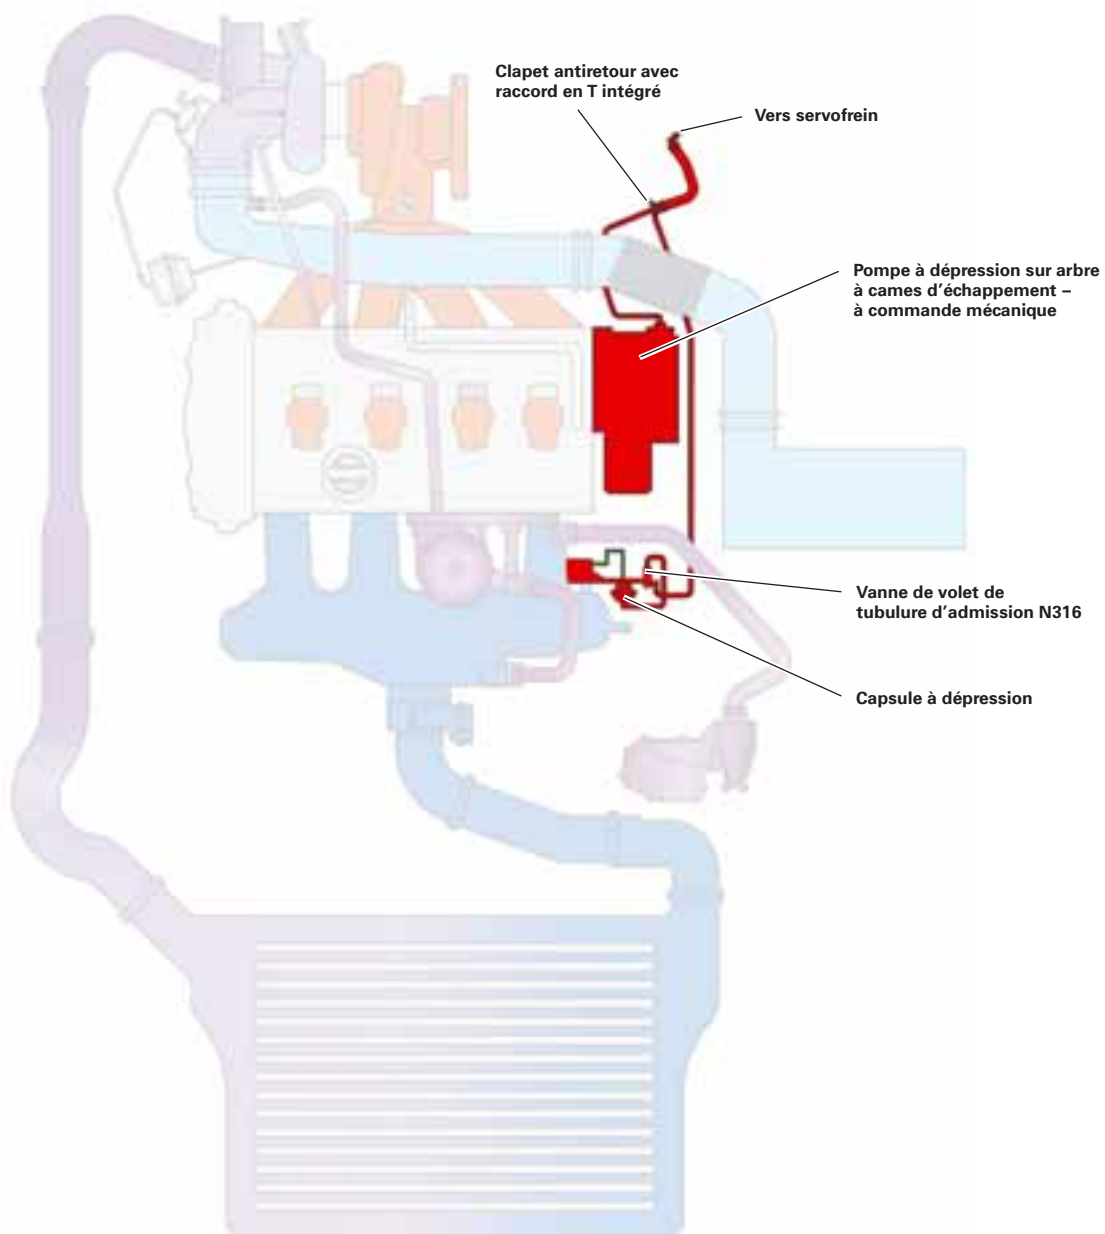 Clapet antiretour avec
raccord en T intégré
Vers servofrein
Pompe à dépression sur arbre
à cames d’échappement –
à commande mécanique
Vanne de volet de
tubulure d’admission N316
Capsule à dépression